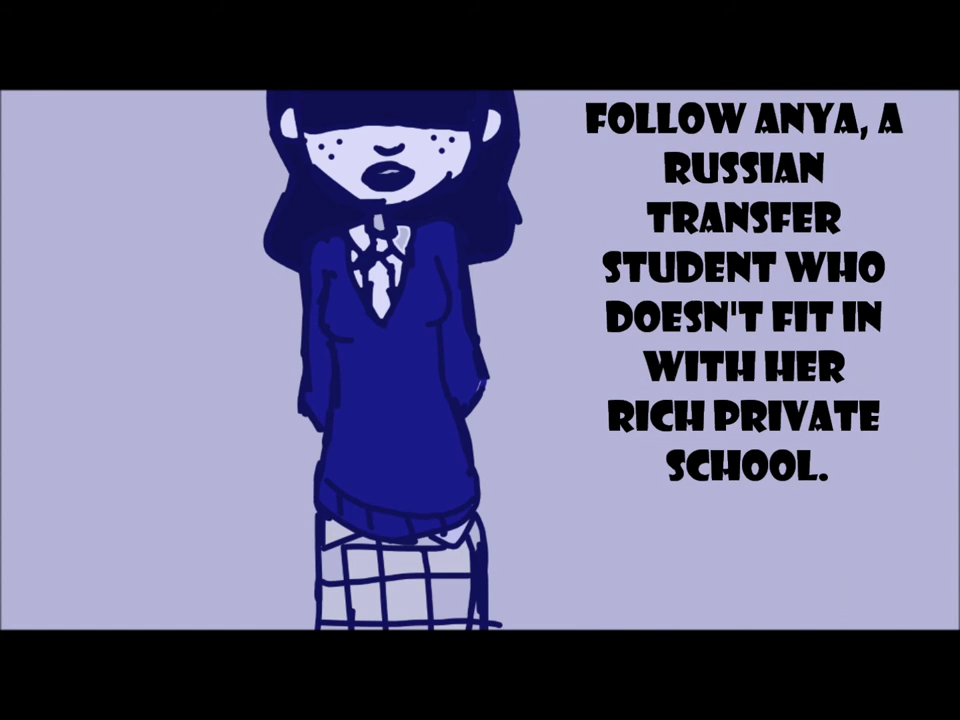 FOLLOW ANYA, A
RUSSIAN
TRANSFER
STUDENT WHO
DOESN'T FIT IN
WITH HER
RICH PRIVATE
SCHOOL.